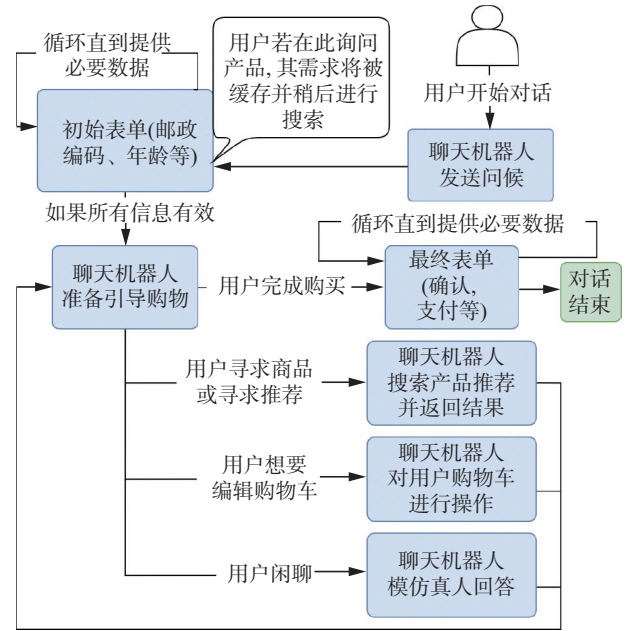 循环直到提供
必要数据
用户若在此询问
产品, 其需求将被
缓存并稍后进行
搜索
用户开始对话
初始表单(邮政
编码、年龄等)
聊天机器人
发送问候
如果所有信息有效
循环直到提供必要数据
聊天机器人
准备引导购物
用户完成购买
最终表单
(确认,
支付等)
对话
结束
用户寻求商品
或寻求推荐
聊天机器人
搜索产品推荐
并返回结果
用户想要
编辑购物车
聊天机器人
对用户购物车
进行操作
用户闲聊
聊天机器人
模仿真人回答